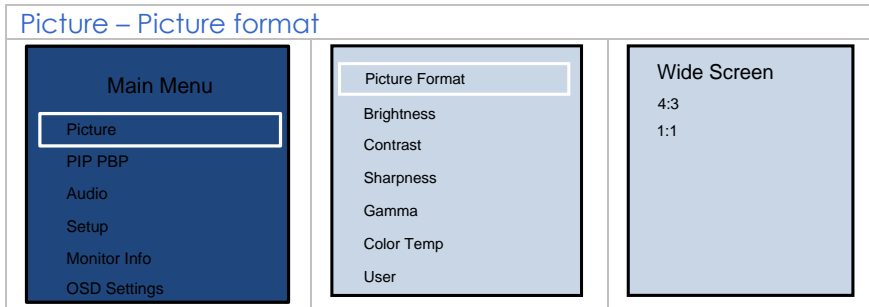 Picture – Picture format
Main Menu
Picture
PIP PBP
Audio
Setup
Monitor Info
OSD Settings
Picture Format
Brightness
Contrast
Sharpness
Gamma
Color Temp
User
Wide Screen
4:3
1:1